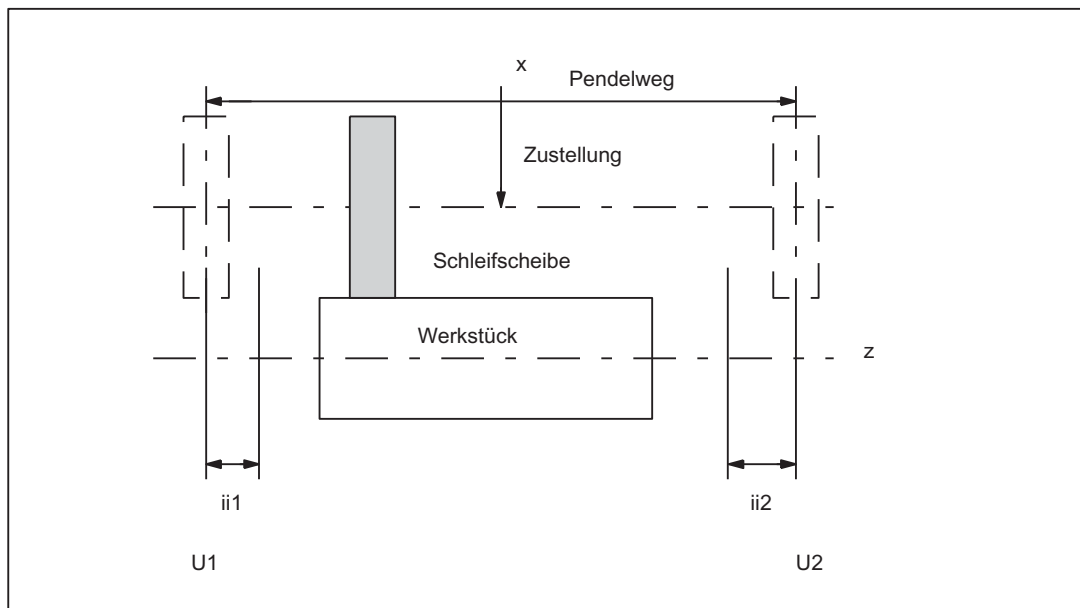 x
Pendelweg
Zustellung
Schleifscheibe
Werkstück
z
ii1
ii2
U1
U2